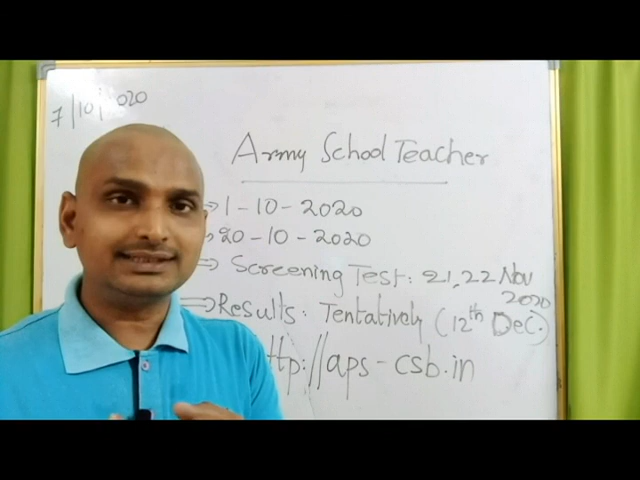 7/10/2020
Army School Teacher
⇒ 1-10-2020
20-10-2020
⇒ Screening Test: 21,22 Nov
2020
⇒ Results: Tentatively (12th Dec.)
ttp://aps-csb.in